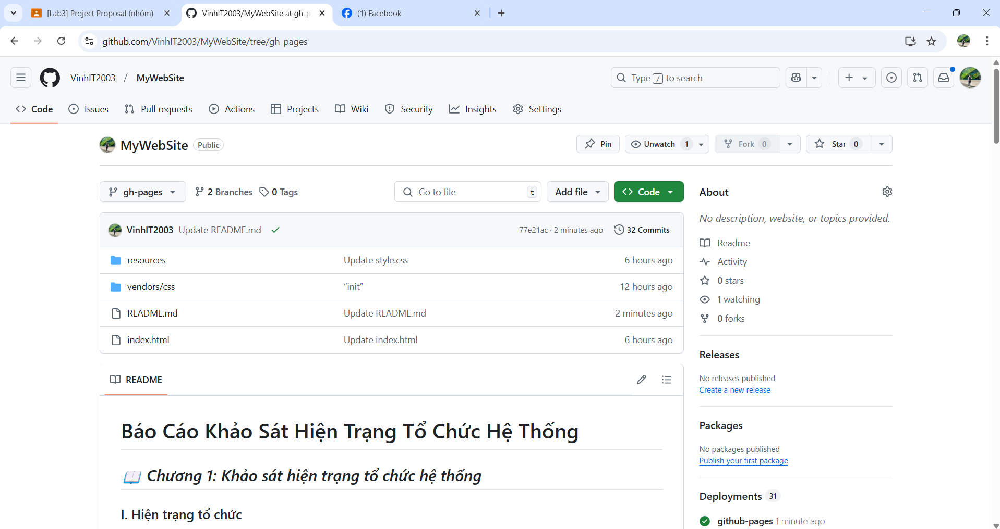 [Lab3] Project Proposal (nhóm)
VinhIT2003/MyWebSite at gh-p
(1) Facebook
github.com/VinhIT2003/MyWebSite/tree/gh-pages
VinhIT2003 / MyWebSite
Type / to search
Code
Issues
Pull requests
Actions
Projects
Wiki
Security
Insights
Settings
MyWebSite Public
Pin
Unwatch 1
Fork 0
Star 0
gh-pages
2 Branches
0 Tags
Go to file t
Add file
Code
VinhIT2003 Update README.md
77e21ac · 2 minutes ago
32 Commits
resources Update style.css 6 hours ago
vendors/css "init" 12 hours ago
README.md Update README.md 2 minutes ago
index.html Update index.html 6 hours ago
README
Báo Cáo Khảo Sát Hiện Trạng Tổ Chức Hệ Thống
Chương 1: Khảo sát hiện trạng tổ chức hệ thống
I. Hiện trạng tổ chức
About
No description, website, or topics provided.
Readme
Activity
0 stars
1 watching
0 forks
Releases
No releases published
Create a new release
Packages
No packages published
Publish your first package
Deployments 31
github-pages 1 minute ago